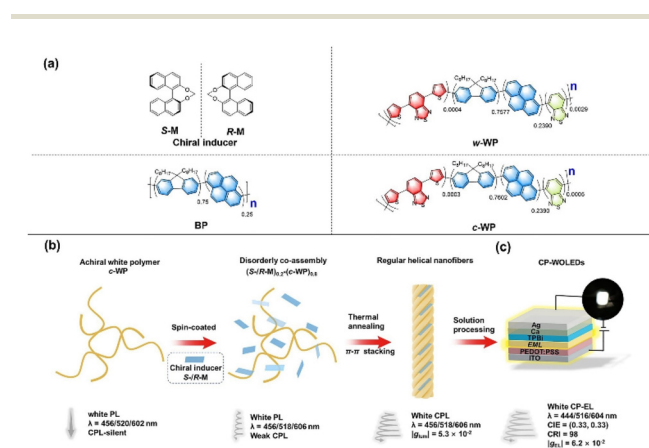 (a)
S-M
R-M
Chiral inducer
C₈H₁₇ C₈H₁₇
S
S
N N
S
0.0004
0.7577
0.2390
N N
S
0.0029
n
w-WP
C₈H₁₇ C₈H₁₇
0.75
0.25
n
BP
C₈H₁₇ C₈H₁₇
S
S
N N
S
0.0003
0.7602
0.2390
N N
S
0.0006
n
c-WP
(b)
Achiral white polymer
c-WP
Spin-coated
Chiral inducer
S-/R-M
Disorderly co-assembly
(S-/R-M)₀.₂-(c-WP)₀.₈
Thermal
annealing
π-π stacking
Regular helical nanofibers
Solution
processing
white PL
λ = 456/520/602 nm
CPL-silent
White PL
λ = 456/518/606 nm
Weak CPL
White CPL
λ = 456/518/606 nm
|gₗᵤₘ| = 5.3 × 10⁻²
(c)
CP-WOLEDs
Ag
Ca
TPBi
EML
PEDOT:PSS
ITO
White CP-EL
λ = 444/516/604 nm
CIE = (0.33, 0.33)
CRI = 98
|g_EL| = 6.2 × 10⁻²